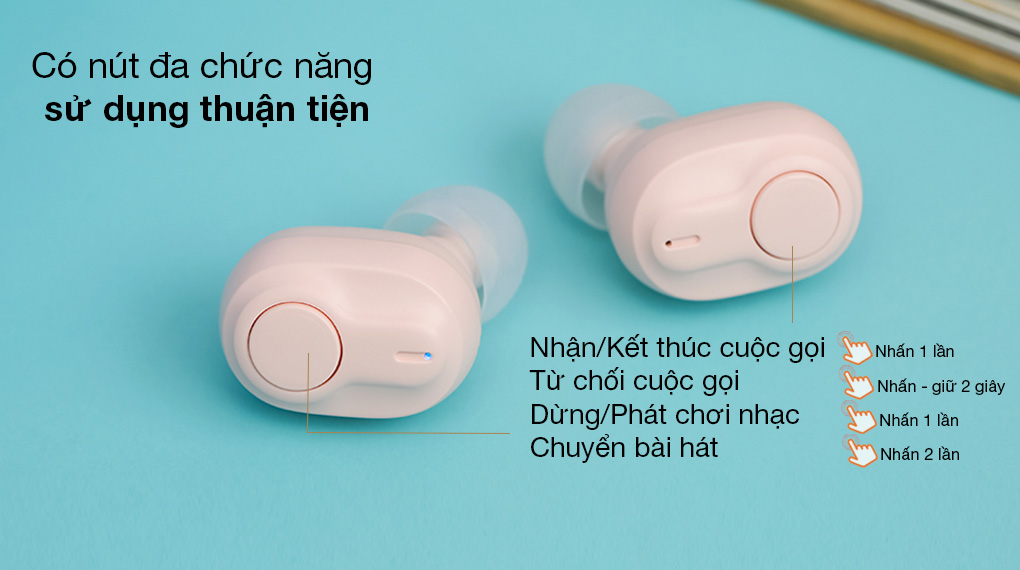 Có nút đa chức năng
sử dụng thuận tiện
Nhận/Kết thúc cuộc gọi
Nhấn 1 lần
Từ chối cuộc gọi
Nhấn - giữ 2 giây
Dừng/Phát chơi nhạc
Nhấn 1 lần
Chuyển bài hát
Nhấn 2 lần